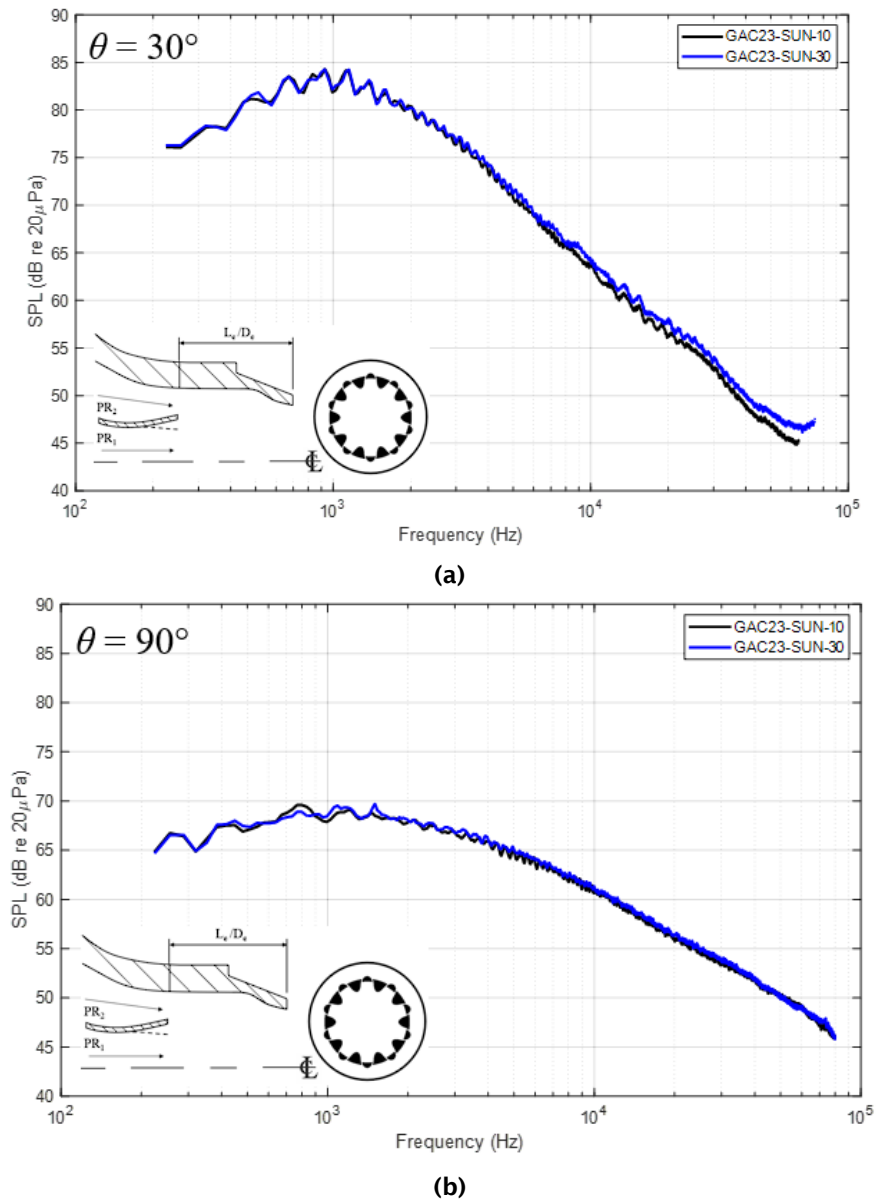 θ = 30°
GAC23-SUN-10
GAC23-SUN-30
90
85
80
75
70
65
60
55
50
45
40
SPL (dB re 20μPa)
Lₑ/Dₑ
PR₂
PR₁
℄
10² 10³ 10⁴ 10⁵
Frequency (Hz)
(a)
θ = 90°
GAC23-SUN-10
GAC23-SUN-30
90
85
80
75
70
65
60
55
50
45
40
SPL (dB re 20μPa)
Lₑ/Dₑ
PR₂
PR₁
℄
10² 10³ 10⁴ 10⁵
Frequency (Hz)
(b)